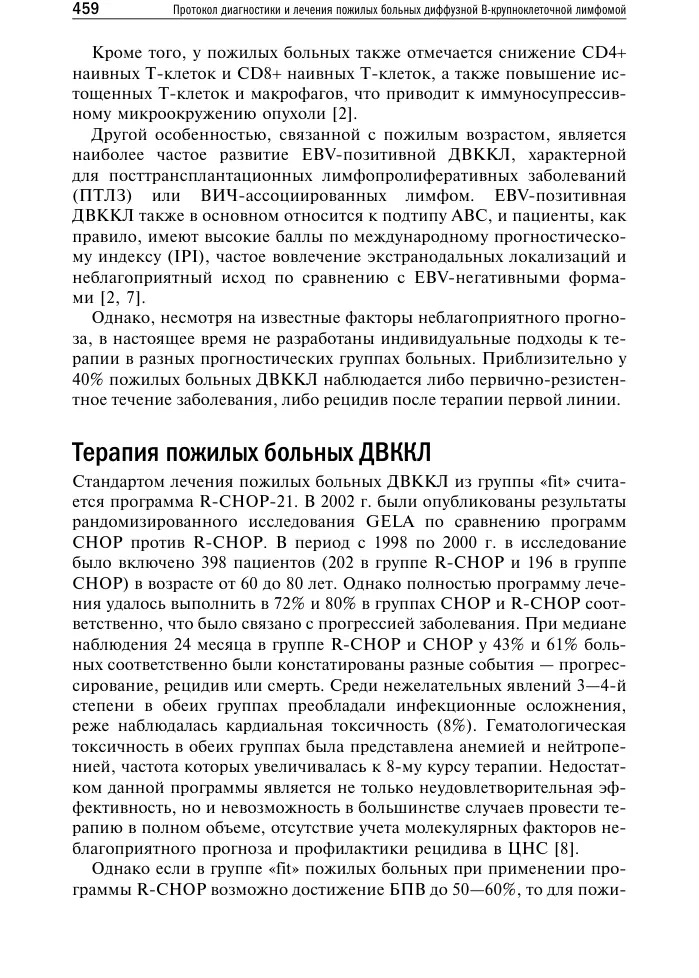 459 Протокол диагностики и лечения пожилых больных диффузной В-крупноклеточной лимфомой
Кроме того, у пожилых больных также отмечается снижение CD4+
наивных Т-клеток и CD8+ наивных Т-клеток, а также повышение ис-
тощенных Т-клеток и макрофагов, что приводит к иммуносупрессив-
ному микроокружению опухоли [2].
Другой особенностью, связанной с пожилым возрастом, является
наиболее частое развитие EBV-позитивной ДВККЛ, характерной
для посттрансплантационных лимфопролиферативных заболеваний
(ПТЛЗ) или ВИЧ-ассоциированных лимфом. EBV-позитивная
ДВККЛ также в основном относится к подтипу ABC, и пациенты, как
правило, имеют высокие баллы по международному прогностическо-
му индексу (IPI), частое вовлечение экстранодальных локализаций и
неблагоприятный исход по сравнению с EBV-негативными форма-
ми [2, 7].
Однако, несмотря на известные факторы неблагоприятного прогно-
за, в настоящее время не разработаны индивидуальные подходы к те-
рапии в разных прогностических группах больных. Приблизительно у
40% пожилых больных ДВККЛ наблюдается либо первично-резистен-
тное течение заболевания, либо рецидив после терапии первой линии.
Терапия пожилых больных ДВККЛ
Стандартом лечения пожилых больных ДВККЛ из группы «fit» счита-
ется программа R-CHOP-21. В 2002 г. были опубликованы результаты
рандомизированного исследования GELA по сравнению программ
CHOP против R-CHOP. В период с 1998 по 2000 г. в исследование
было включено 398 пациентов (202 в группе R-CHOP и 196 в группе
CHOP) в возрасте от 60 до 80 лет. Однако полностью программу лече-
ния удалось выполнить в 72% и 80% в группах CHOP и R-CHOP соот-
ветственно, что было связано с прогрессией заболевания. При медиане
наблюдения 24 месяца в группе R-CHOP и CHOP у 43% и 61% боль-
ных соответственно были констатированы разные события — прогрес-
сирование, рецидив или смерть. Среди нежелательных явлений 3—4-й
степени в обеих группах преобладали инфекционные осложнения,
реже наблюдалась кардиальная токсичность (8%). Гематологическая
токсичность в обеих группах была представлена анемией и нейтропе-
нией, частота которых увеличивалась к 8-му курсу терапии. Недостат-
ком данной программы является не только неудовлетворительная эф-
фективность, но и невозможность в большинстве случаев провести те-
рапию в полном объеме, отсутствие учета молекулярных факторов не-
благоприятного прогноза и профилактики рецидива в ЦНС [8].
Однако если в группе «fit» пожилых больных при применении про-
граммы R-CHOP возможно достижение БПВ до 50—60%, то для пожи-